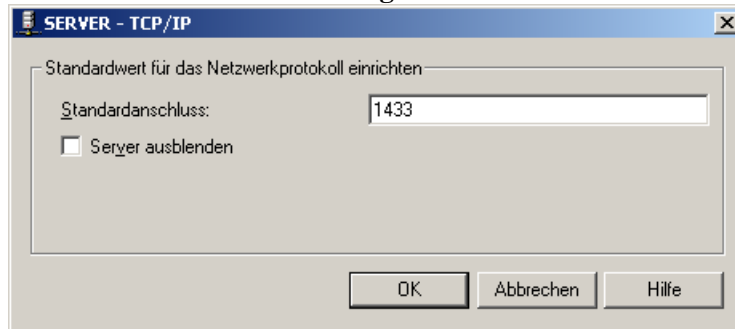 SERVER - TCP/IP
Standardwert für das Netzwerkprotokoll einrichten
Standardanschluss: 1433
Server ausblenden
OK Abbrechen Hilfe